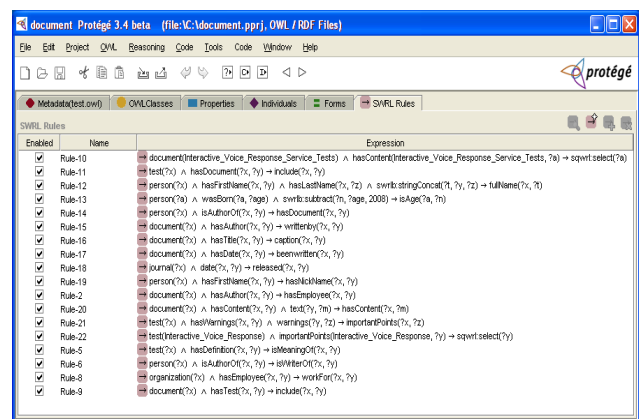 document Protégé 3.4 beta (file:\C:\document.pprj, OWL / RDF Files)
File Edit Project OWL Reasoning Code Tools Code Window Help
protégé
Metadata(test.owl) OWLClasses Properties Individuals Forms SWRL Rules
SWRL Rules
Enabled Name Expression
Rule-10 document(Interactive_Voice_Response_Service_Tests) ∧ hasContent(Interactive_Voice_Response_Service_Tests, ?a) → sqwrl:select(?a)
Rule-11 test(?x) ∧ hasDocument(?x, ?y) → include(?x, ?y)
Rule-12 person(?x) ∧ hasFirstName(?x, ?y) ∧ hasLastName(?x, ?z) ∧ swrlb:stringConcat(?t, ?y, ?z) → fullName(?x, ?t)
Rule-13 person(?a) ∧ wasBorn(?a, ?age) ∧ swrlb:subtract(?n, ?age, 2008) → isAge(?a, ?n)
Rule-14 person(?x) ∧ isAuthorOf(?x, ?y) → hasDocument(?x, ?y)
Rule-15 document(?x) ∧ hasAuthor(?x, ?y) → writtenby(?x, ?y)
Rule-16 document(?x) ∧ hasTitle(?x, ?y) → caption(?x, ?y)
Rule-17 document(?x) ∧ hasDate(?x, ?y) → beenwritten(?x, ?y)
Rule-18 journal(?x) ∧ date(?x, ?y) → released(?x, ?y)
Rule-19 person(?x) ∧ hasFirstName(?x, ?y) → hasNickName(?x, ?y)
Rule-2 document(?x) ∧ hasAuthor(?x, ?y) → hasEmployee(?x, ?y)
Rule-20 document(?x) ∧ hasContent(?x, ?y) ∧ text(?y, ?m) → hasContent(?x, ?m)
Rule-21 test(?x) ∧ hasWarnings(?x, ?y) ∧ warnings(?y, ?z) → importantPoints(?x, ?z)
Rule-22 test(Interactive_Voice_Response) ∧ importantPoints(Interactive_Voice_Response, ?y) → sqwrl:select(?y)
Rule-5 test(?x) ∧ hasDefinition(?x, ?y) → isMeaningOf(?x, ?y)
Rule-6 person(?x) ∧ isAuthorOf(?x, ?y) → isWriterOf(?x, ?y)
Rule-8 organization(?x) ∧ hasEmployee(?x, ?y) → workFor(?x, ?y)
Rule-9 document(?x) ∧ hasTest(?x, ?y) → include(?x, ?y)